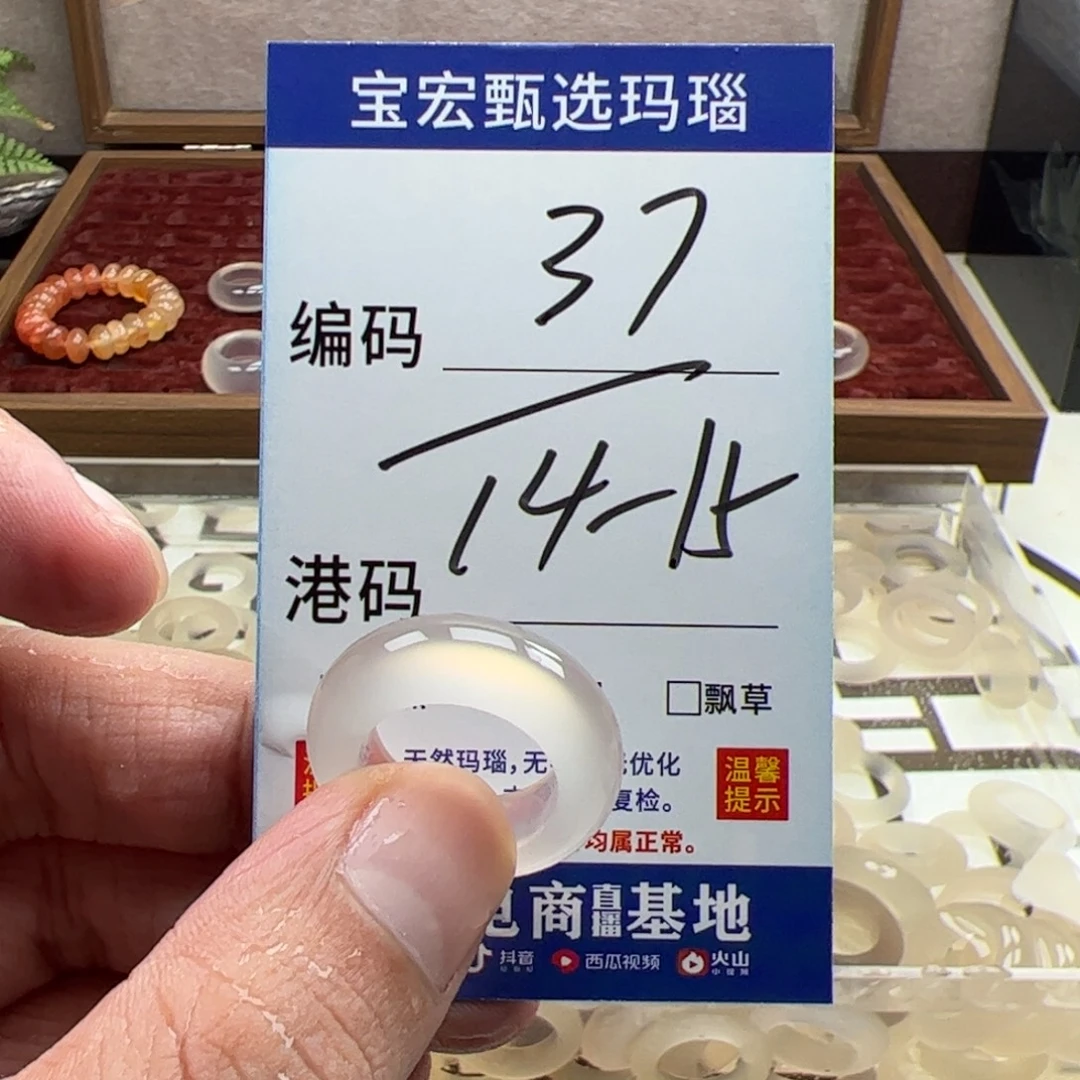 宝宏甄选玛瑙
编码 37
港码 14-15
飘草
天然玛瑙，无 优化
温馨提示
复检。
均属正常。
电商直播基地
抖音 西瓜视频 火山